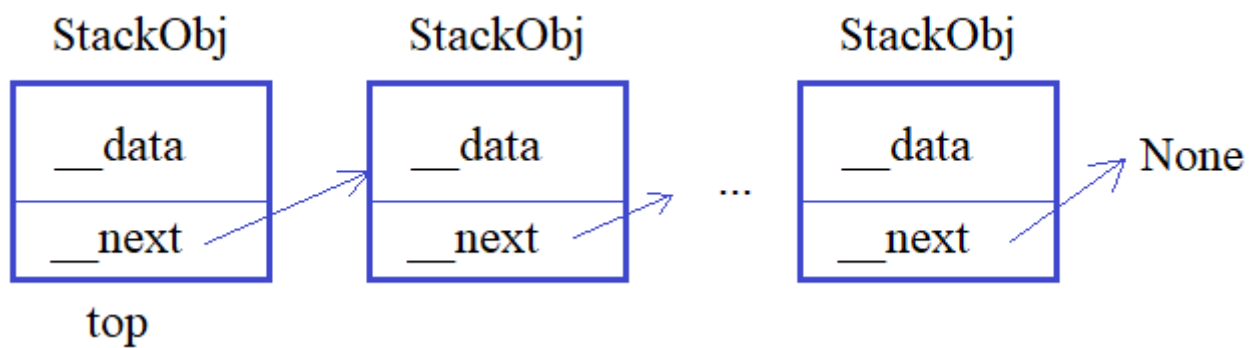 StackObj StackObj StackObj
__data __data __data None
...
__next __next __next
top